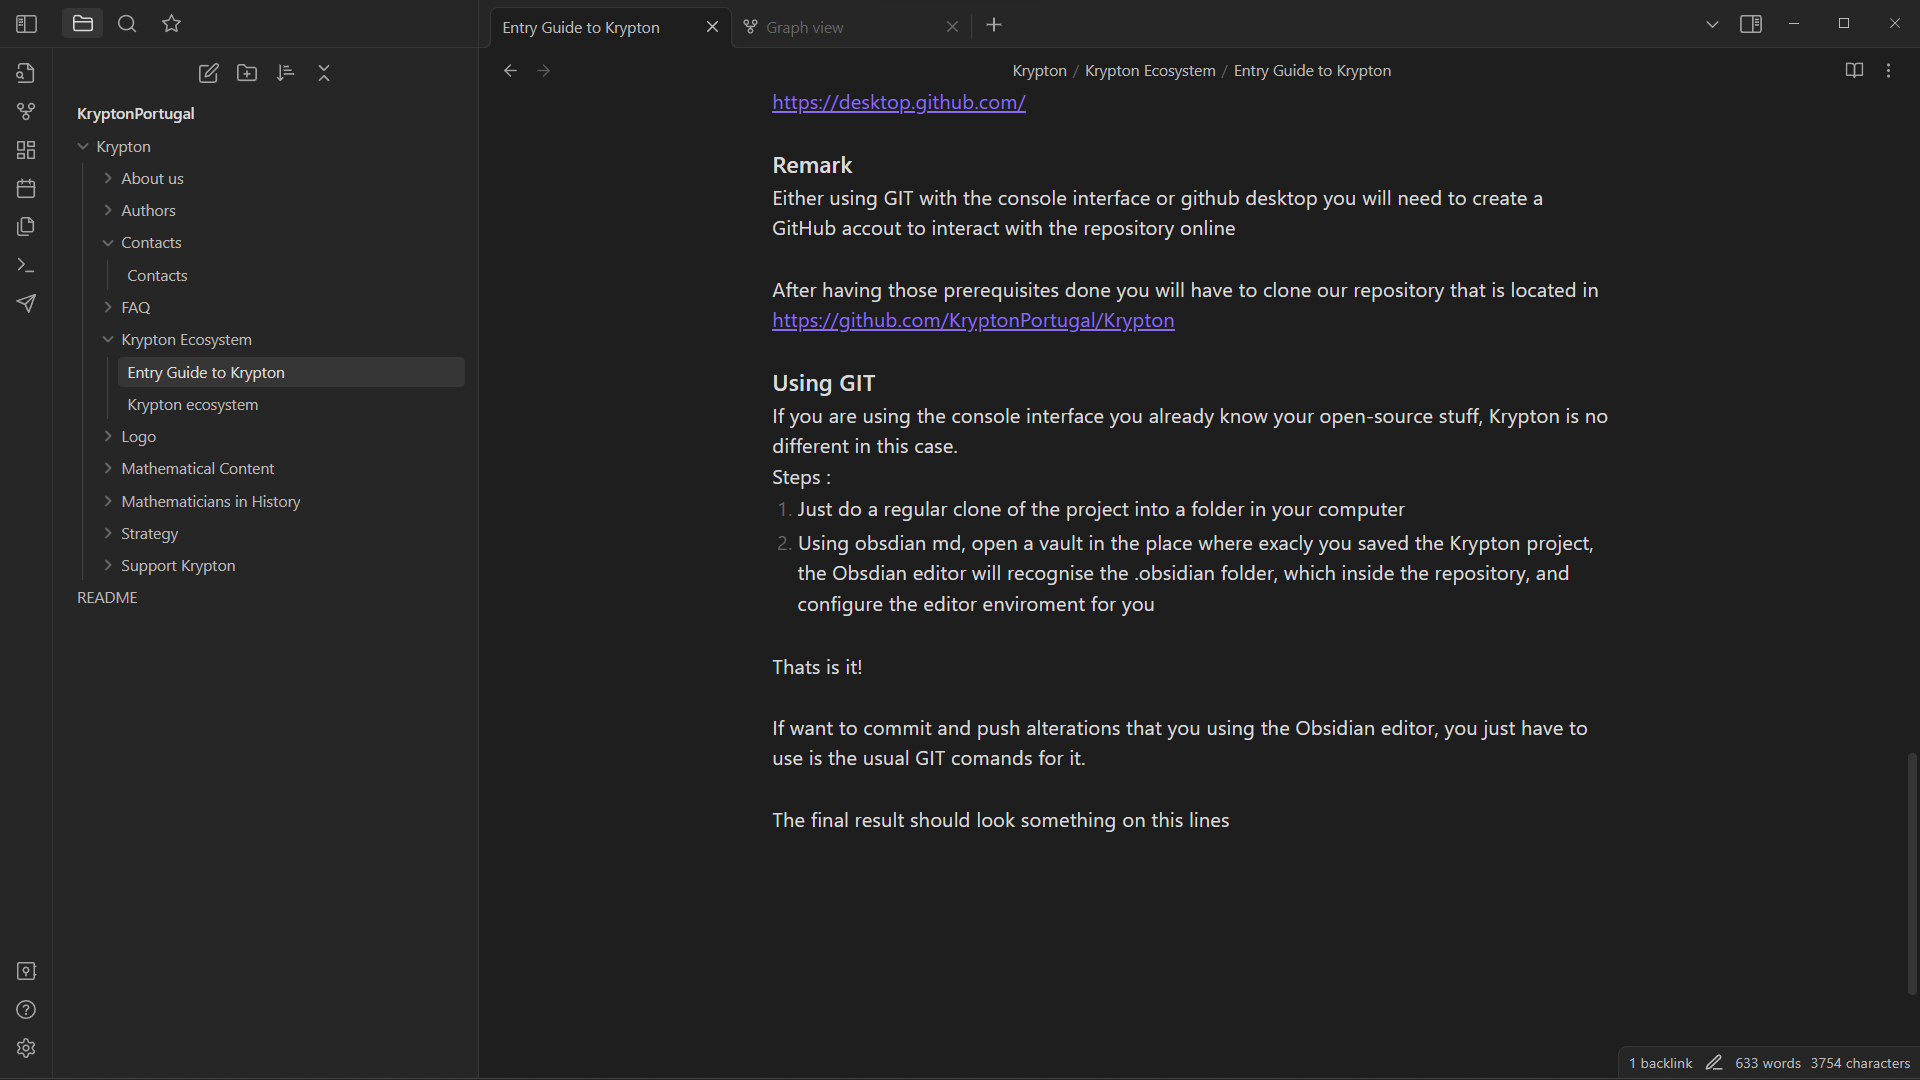 Entry Guide to Krypton
Graph view
Krypton / Krypton Ecosystem / Entry Guide to Krypton
KryptonPortugal
Krypton
About us
Authors
Contacts
Contacts
FAQ
Krypton Ecosystem
Entry Guide to Krypton
Krypton ecosystem
Logo
Mathematical Content
Mathematicians in History
Strategy
Support Krypton
README
https://desktop.github.com/
Remark
Either using GIT with the console interface or github desktop you will need to create a
GitHub accout to interact with the repository online
After having those prerequisites done you will have to clone our repository that is located in
https://github.com/KryptonPortugal/Krypton
Using GIT
If you are using the console interface you already know your open-source stuff, Krypton is no
different in this case.
Steps :
1. Just do a regular clone of the project into a folder in your computer
2. Using obsdian md, open a vault in the place where exacly you saved the Krypton project,
the Obsdian editor will recognise the .obsidian folder, which inside the repository, and
configure the editor enviroment for you
Thats is it!
If want to commit and push alterations that you using the Obsidian editor, you just have to
use is the usual GIT comands for it.
The final result should look something on this lines
1 backlink 633 words 3754 characters